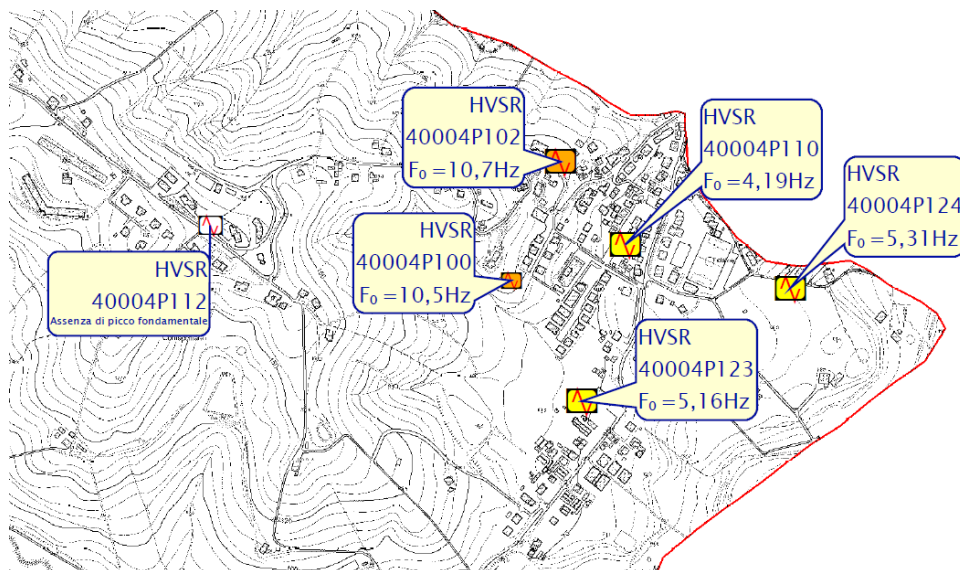 HVSR
40004P102
F₀ =10,7Hz
HVSR
40004P110
F₀ =4,19Hz
HVSR
40004P124
F₀ =5,31Hz
HVSR
40004P100
F₀ =10,5Hz
HVSR
40004P112
Assenza di picco fondamentale
HVSR
40004P123
F₀ =5,16Hz